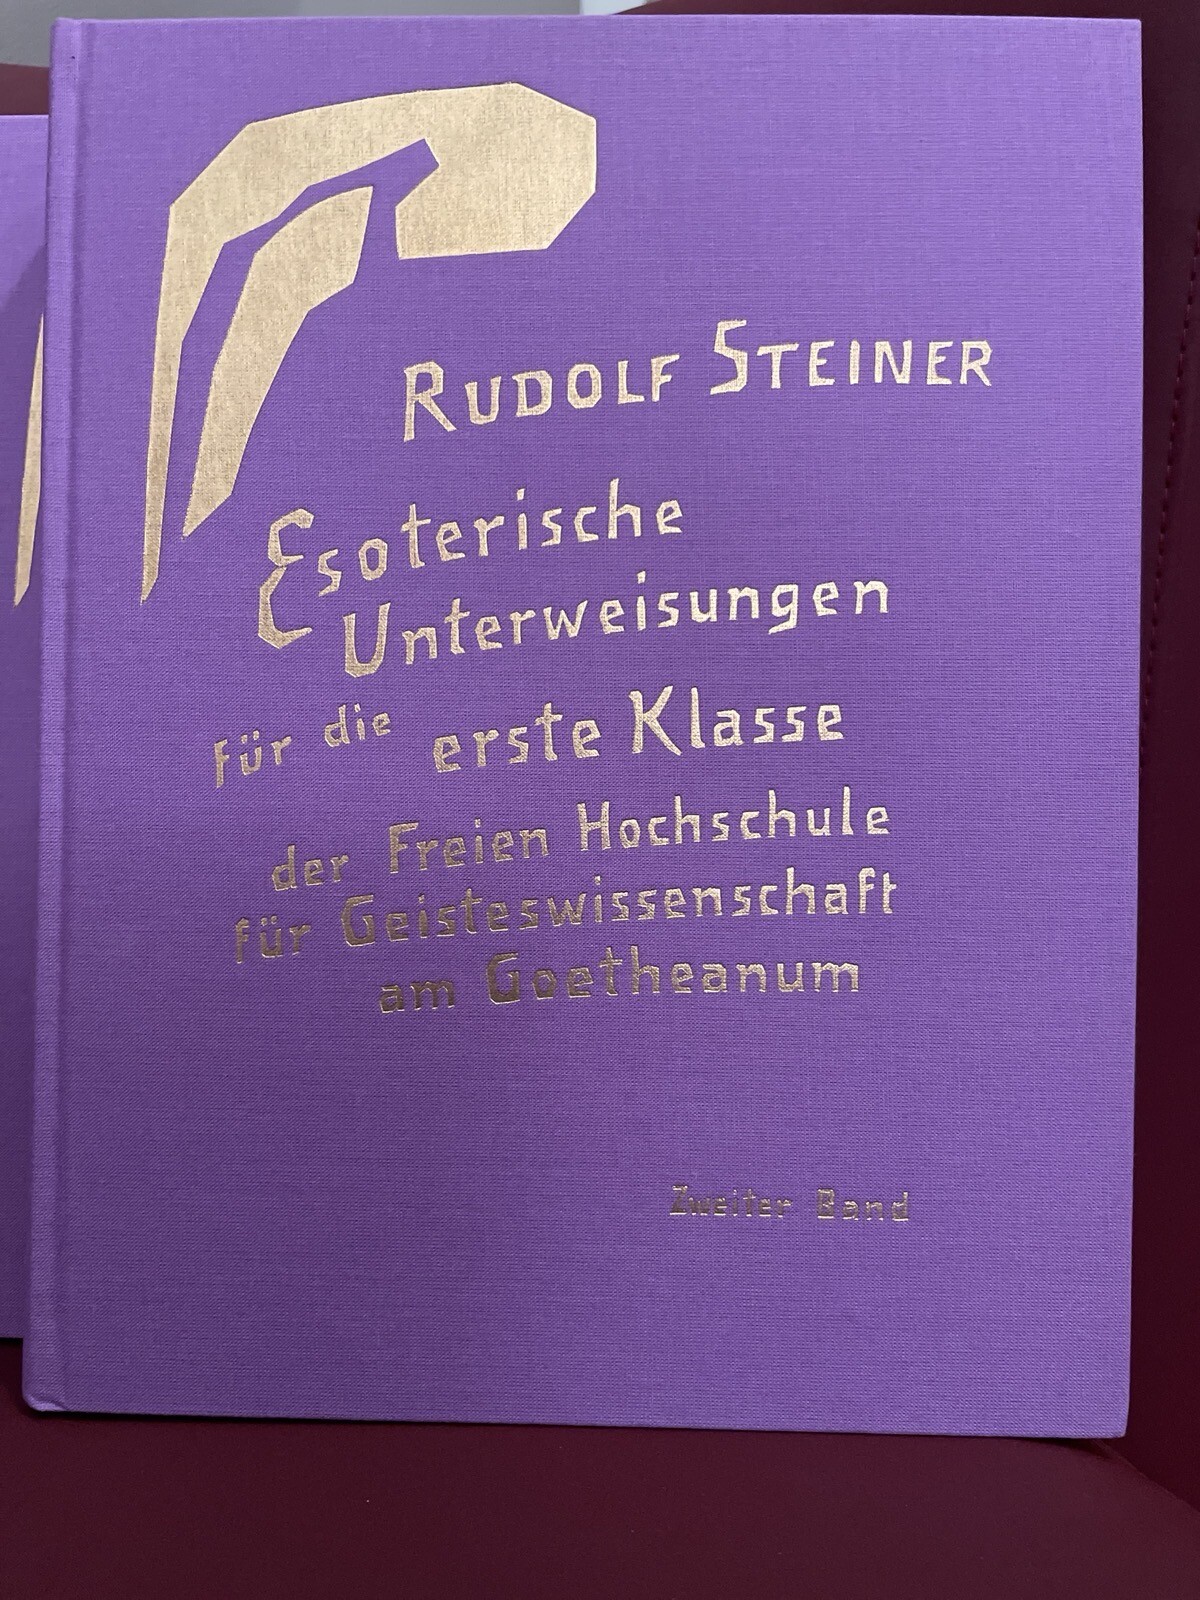 RUDOLF STEINER
Esoterische
Unterweisungen
für die erste Klasse
der Freien Hochschule
für Geisteswissenschaft
am Goetheanum
Zweiter Band